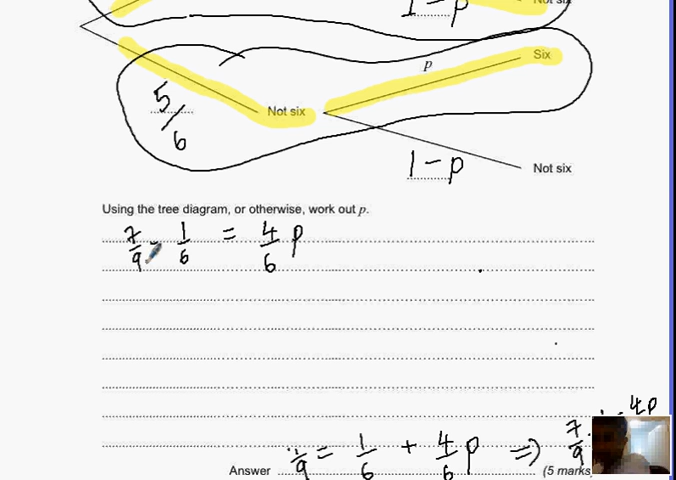 Not six
1 - p
Six
p
5/6
Not six
1 - p
Not six
Using the tree diagram, or otherwise, work out p.
7/9 - 1/6 = 4/6 p
4p
/9 = 1/6 + 4/6 p => 7/9
Answer
(5 marks